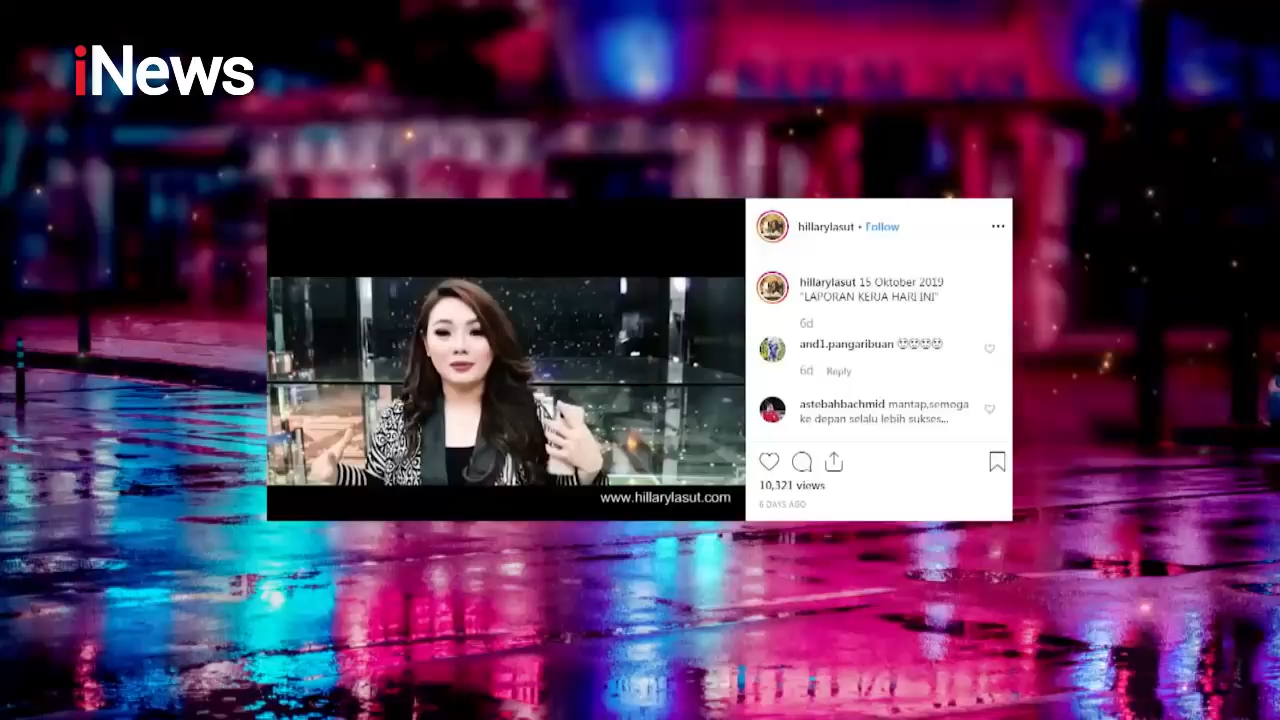 iNews
hillarylasut • Follow
hillarylasut 15 Oktober 2019
"LAPORAN KERJA HARI INI"
6d
and1.pangaribuan
6d Reply
astebahbachmid mantap,semoga
ke depan selalu lebih sukses...
10,321 views
6 DAYS AGO
www.hillarylasut.com